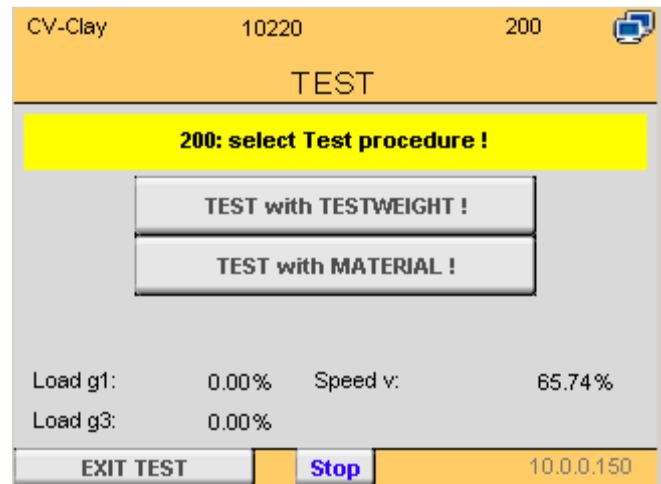 CV-Clay 10220 200
TEST
200: select Test procedure !
TEST with TESTWEIGHT !
TEST with MATERIAL !
Load g1: 0.00% Speed v: 65.74%
Load g3: 0.00%
EXIT TEST Stop 10.0.0.150